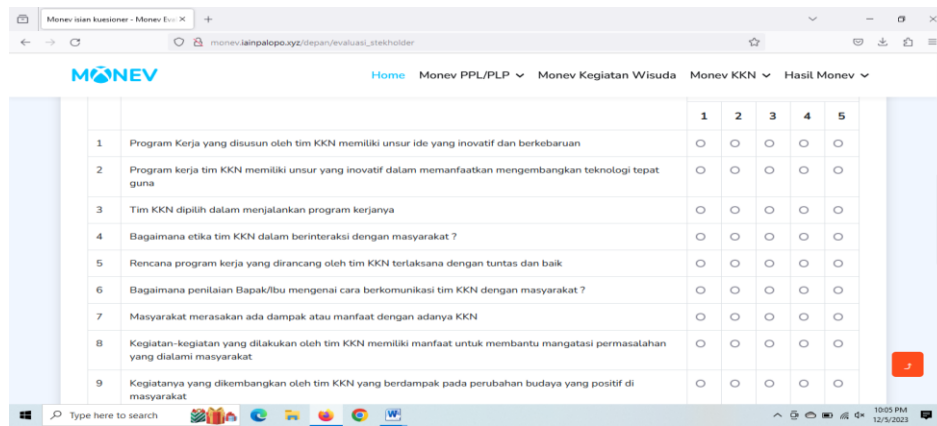 Monev isian kuesioner - Monev Eva
monev.iainpalopo.xyz/depan/evaluasi_stekholder
MONEV
Home Monev PPL/PLP Monev Kegiatan Wisuda Monev KKN Hasil Monev
1 2 3 4 5
1 Program Kerja yang disusun oleh tim KKN memiliki unsur ide yang inovatif dan berkebaruan
2 Program kerja tim KKN memiliki unsur yang inovatif dalam memanfaatkan mengembangkan teknologi tepat
guna
3 Tim KKN dipilih dalam menjalankan program kerjanya
4 Bagaimana etika tim KKN dalam berinteraksi dengan masyarakat ?
5 Rencana program kerja yang dirancang oleh tim KKN terlaksana dengan tuntas dan baik
6 Bagaimana penilaian Bapak/Ibu mengenai cara berkomunikasi tim KKN dengan masyarakat ?
7 Masyarakat merasakan ada dampak atau manfaat dengan adanya KKN
8 Kegiatan-kegiatan yang dilakukan oleh tim KKN memiliki manfaat untuk membantu mangatasi permasalahan
yang dialami masyarakat
9 Kegiatanya yang dikembangkan oleh tim KKN yang berdampak pada perubahan budaya yang positif di
masyarakat
Type here to search
10:05 PM
12/5/2023